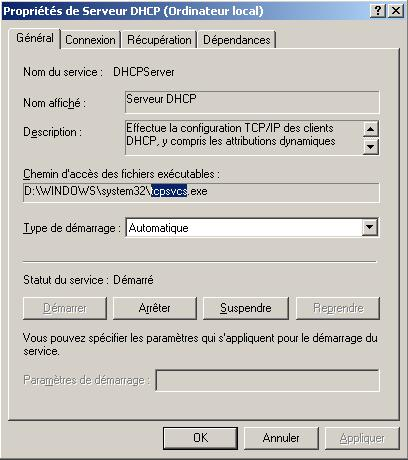 Propriétés de Serveur DHCP (Ordinateur local)
Général Connexion Récupération Dépendances
Nom du service : DHCPServer
Nom affiché : Serveur DHCP
Description : Effectue la configuration TCP/IP des clients
DHCP, y compris les attributions dynamiques
Chemin d'accès des fichiers exécutables :
D:\WINDOWS\system32\tcpsvcs.exe
Type de démarrage : Automatique
Statut du service : Démarré
Démarrer Arrêter Suspendre Reprendre
Vous pouvez spécifier les paramètres qui s'appliquent pour le démarrage du
service.
Paramètres de démarrage :
OK Annuler Appliquer